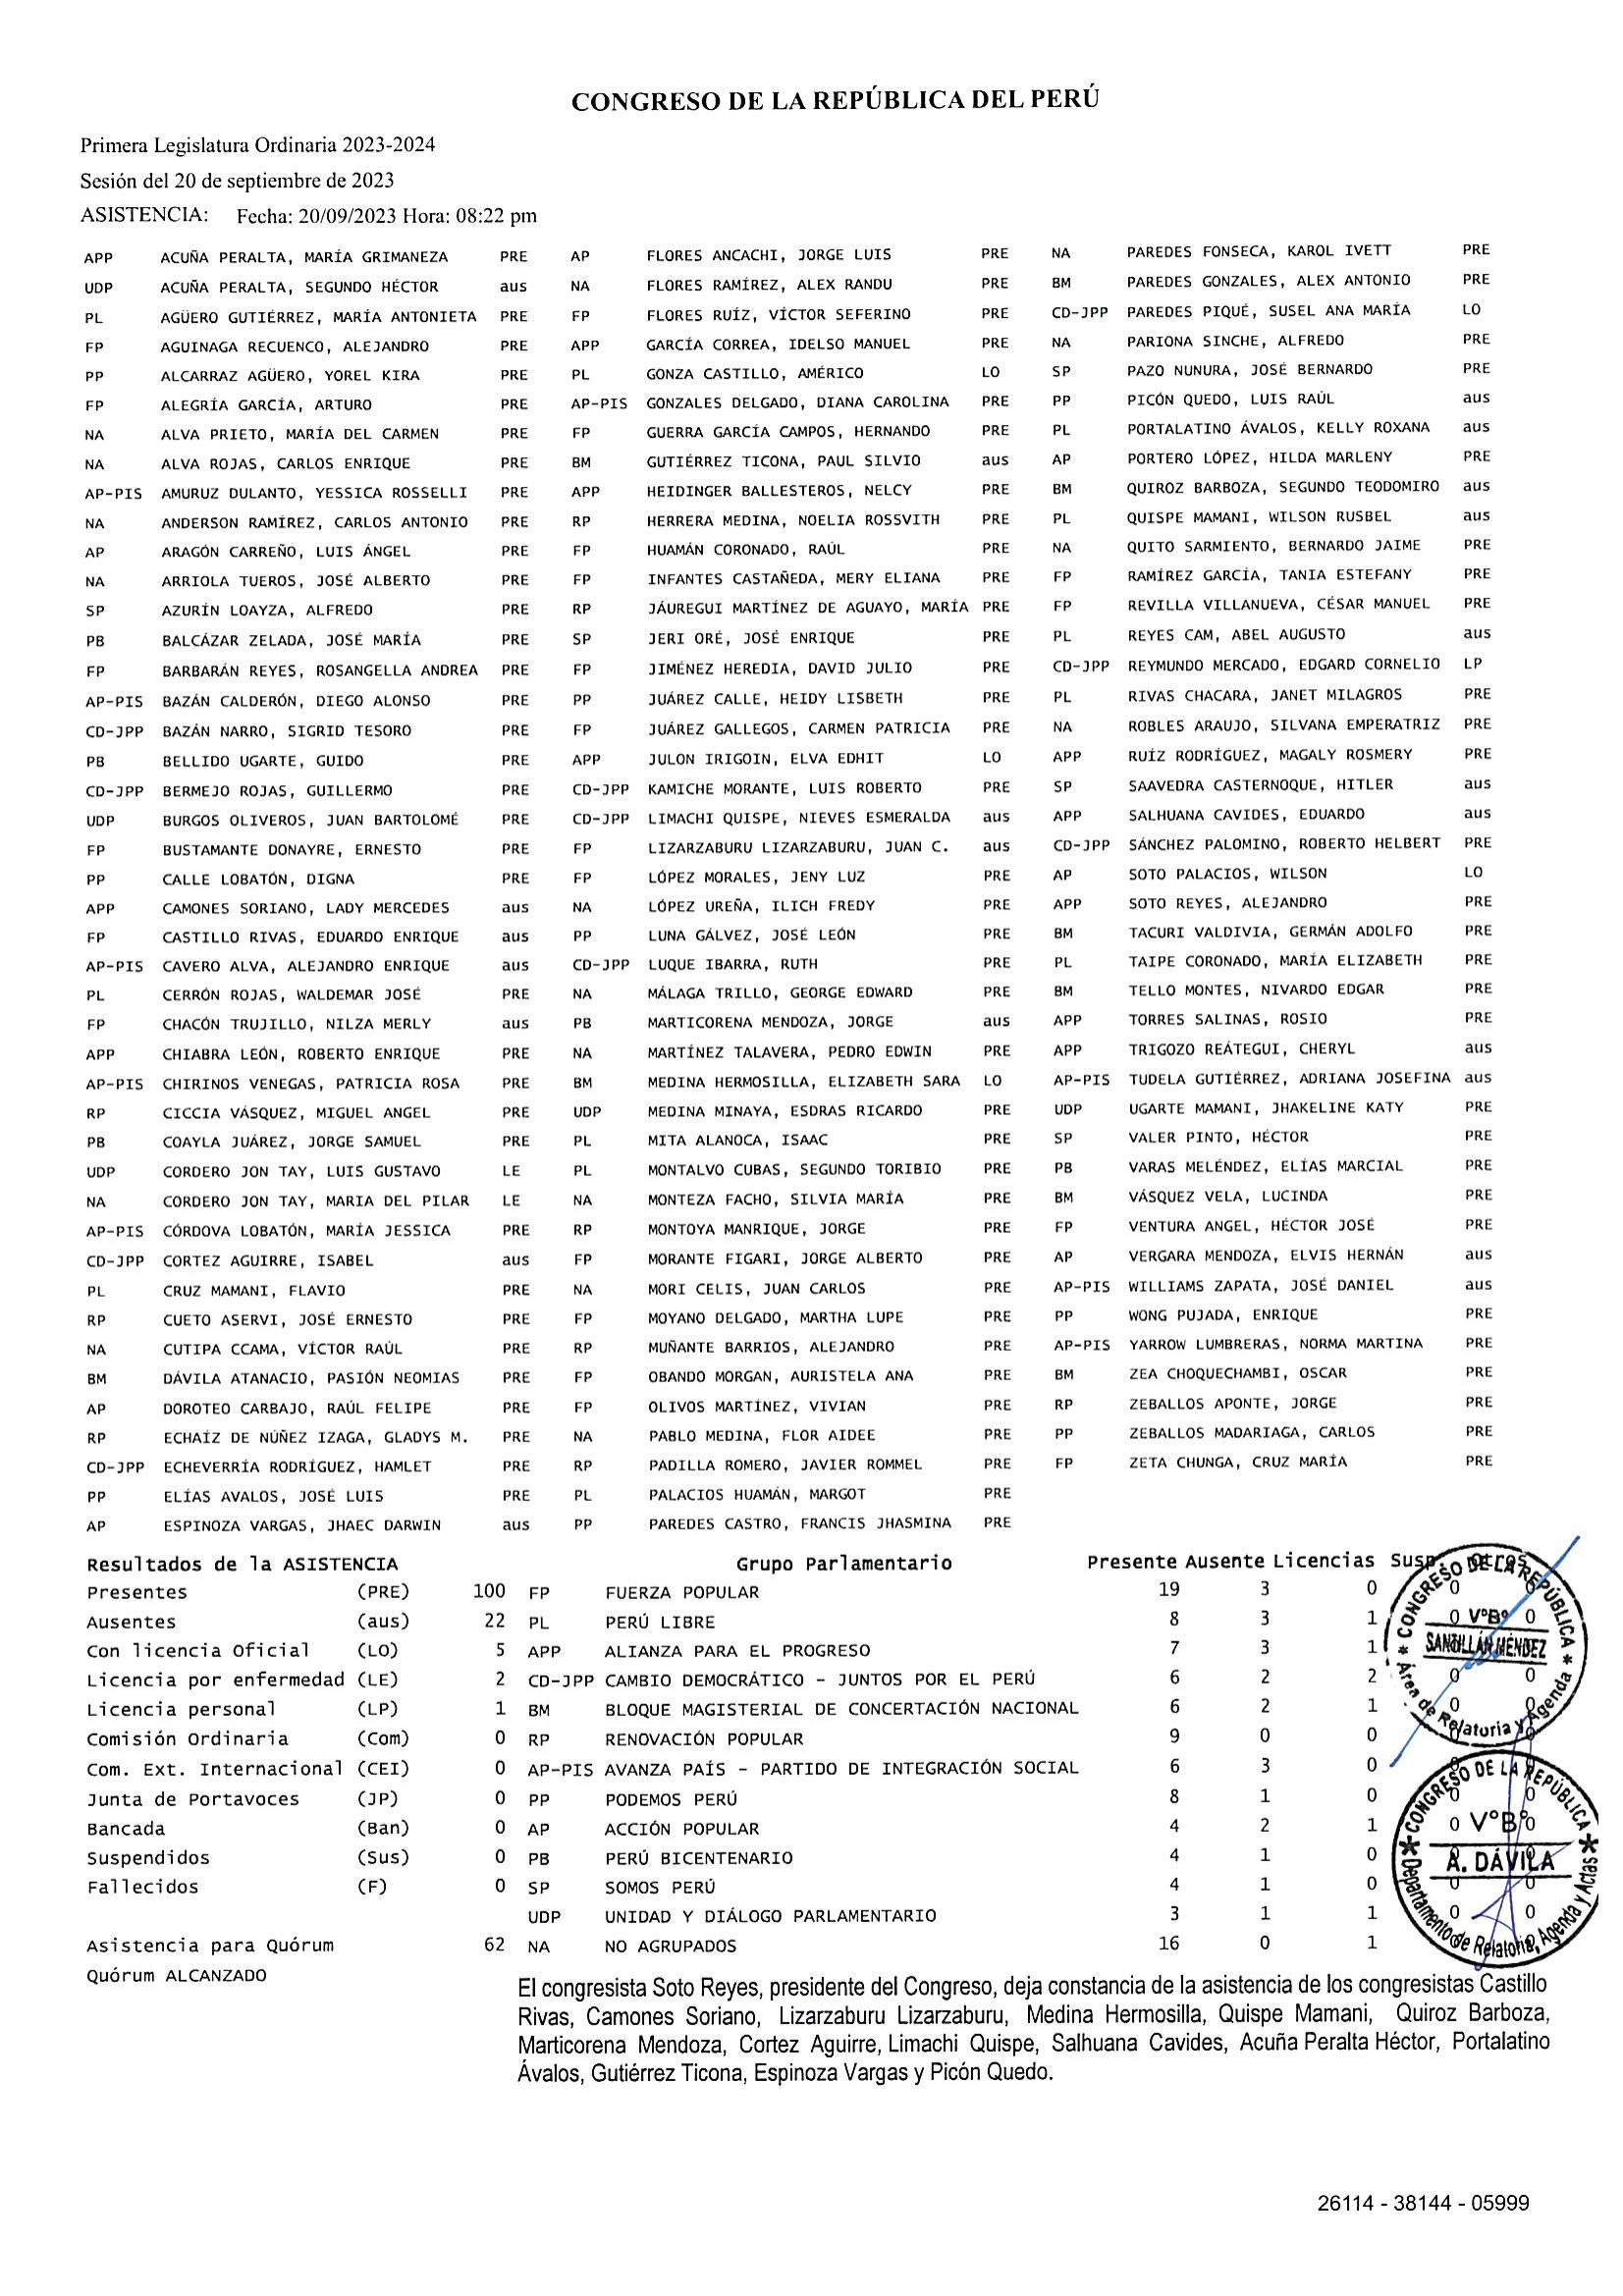 CONGRESO DE LA REPÚBLICA DEL PERÚ
Primera Legislatura Ordinaria 2023-2024
Sesión del 20 de septiembre de 2023
ASISTENCIA: Fecha: 20/09/2023 Hora: 08:22 pm
APP ACUÑA PERALTA, MARÍA GRIMANEZA PRE AP FLORES ANCACHI, JORGE LUIS PRE NA PAREDES FONSECA, KAROL IVETT PRE
UDP ACUÑA PERALTA, SEGUNDO HÉCTOR aus NA FLORES RAMÍREZ, ALEX RANDU PRE BM PAREDES GONZALES, ALEX ANTONIO PRE
PL AGÜERO GUTIÉRREZ, MARÍA ANTONIETA PRE FP FLORES RUÍZ, VÍCTOR SEFERINO PRE CD-JPP PAREDES PIQUÉ, SUSEL ANA MARÍA LO
FP AGUINAGA RECUENCO, ALEJANDRO PRE APP GARCÍA CORREA, IDELSO MANUEL PRE NA PARIONA SINCHE, ALFREDO PRE
PP ALCARRAZ AGÜERO, YOREL KIRA PRE PL GONZA CASTILLO, AMÉRICO LO SP PAZO NUNURA, JOSÉ BERNARDO PRE
FP ALEGRÍA GARCÍA, ARTURO PRE AP-PIS GONZALES DELGADO, DIANA CAROLINA PRE PP PICÓN QUEDO, LUIS RAÚL aus
NA ALVA PRIETO, MARÍA DEL CARMEN PRE FP GUERRA GARCÍA CAMPOS, HERNANDO PRE PL PORTALATINO ÁVALOS, KELLY ROXANA aus
NA ALVA ROJAS, CARLOS ENRIQUE PRE BM GUTIÉRREZ TICONA, PAUL SILVIO aus AP PORTERO LÓPEZ, HILDA MARLENY PRE
AP-PIS AMURUZ DULANTO, YESSICA ROSSELLI PRE APP HEIDINGER BALLESTEROS, NELCY PRE BM QUIROZ BARBOZA, SEGUNDO TEODOMIRO aus
NA ANDERSON RAMÍREZ, CARLOS ANTONIO PRE RP HERRERA MEDINA, NOELIA ROSSVITH PRE PL QUISPE MAMANI, WILSON RUSBEL aus
AP ARAGÓN CARREÑO, LUIS ÁNGEL PRE FP HUAMÁN CORONADO, RAÚL PRE NA QUITO SARMIENTO, BERNARDO JAIME PRE
NA ARRIOLA TUEROS, JOSÉ ALBERTO PRE FP INFANTES CASTAÑEDA, MERY ELIANA PRE FP RAMÍREZ GARCÍA, TANIA ESTEFANY PRE
SP AZURÍN LOAYZA, ALFREDO PRE RP JÁUREGUI MARTÍNEZ DE AGUAYO, MARÍA PRE FP REVILLA VILLANUEVA, CÉSAR MANUEL PRE
PB BALCÁZAR ZELADA, JOSÉ MARÍA PRE SP JERI ORÉ, JOSÉ ENRIQUE PRE PL REYES CAM, ABEL AUGUSTO aus
FP BARBARÁN REYES, ROSANGELLA ANDREA PRE FP JIMÉNEZ HEREDIA, DAVID JULIO PRE CD-JPP REYMUNDO MERCADO, EDGARD CORNELIO LP
AP-PIS BAZÁN CALDERÓN, DIEGO ALONSO PRE PP JUÁREZ CALLE, HEIDY LISBETH PRE PL RIVAS CHACARA, JANET MILAGROS PRE
CD-JPP BAZÁN NARRO, SIGRID TESORO PRE FP JUÁREZ GALLEGOS, CARMEN PATRICIA PRE NA ROBLES ARAUJO, SILVANA EMPERATRIZ PRE
PB BELLIDO UGARTE, GUIDO PRE APP JULON IRIGOIN, ELVA EDHIT LO APP RUÍZ RODRÍGUEZ, MAGALY ROSMERY PRE
CD-JPP BERMEJO ROJAS, GUILLERMO PRE CD-JPP KAMICHE MORANTE, LUIS ROBERTO PRE SP SAAVEDRA CASTERNOQUE, HITLER aus
UDP BURGOS OLIVEROS, JUAN BARTOLOMÉ PRE CD-JPP LIMACHI QUISPE, NIEVES ESMERALDA aus APP SALHUANA CAVIDES, EDUARDO aus
FP BUSTAMANTE DONAYRE, ERNESTO PRE FP LIZARZABURU LIZARZABURU, JUAN C. aus CD-JPP SÁNCHEZ PALOMINO, ROBERTO HELBERT PRE
PP CALLE LOBATÓN, DIGNA PRE FP LÓPEZ MORALES, JENY LUZ PRE AP SOTO PALACIOS, WILSON LO
APP CAMONES SORIANO, LADY MERCEDES aus NA LÓPEZ UREÑA, ILICH FREDY PRE APP SOTO REYES, ALEJANDRO PRE
FP CASTILLO RIVAS, EDUARDO ENRIQUE aus PP LUNA GÁLVEZ, JOSÉ LEÓN PRE BM TACURI VALDIVIA, GERMÁN ADOLFO PRE
AP-PIS CAVERO ALVA, ALEJANDRO ENRIQUE aus CD-JPP LUQUE IBARRA, RUTH PRE PL TAIPE CORONADO, MARÍA ELIZABETH PRE
PL CERRÓN ROJAS, WALDEMAR JOSÉ PRE NA MÁLAGA TRILLO, GEORGE EDWARD PRE BM TELLO MONTES, NIVARDO EDGAR PRE
FP CHACÓN TRUJILLO, NILZA MERLY aus PB MARTICORENA MENDOZA, JORGE aus APP TORRES SALINAS, ROSIO PRE
APP CHIABRA LEÓN, ROBERTO ENRIQUE PRE NA MARTÍNEZ TALAVERA, PEDRO EDWIN PRE APP TRIGOZO REÁTEGUI, CHERYL aus
AP-PIS CHIRINOS VENEGAS, PATRICIA ROSA PRE BM MEDINA HERMOSILLA, ELIZABETH SARA LO AP-PIS TUDELA GUTIÉRREZ, ADRIANA JOSEFINA aus
RP CICCIA VÁSQUEZ, MIGUEL ANGEL PRE UDP MEDINA MINAYA, ESDRAS RICARDO PRE UDP UGARTE MAMANI, JHAKELINE KATY PRE
PB COAYLA JUÁREZ, JORGE SAMUEL PRE PL MITA ALANOCA, ISAAC PRE SP VALER PINTO, HÉCTOR PRE
UDP CORDERO JON TAY, LUIS GUSTAVO LE PL MONTALVO CUBAS, SEGUNDO TORIBIO PRE PB VARAS MELÉNDEZ, ELÍAS MARCIAL PRE
NA CORDERO JON TAY, MARIA DEL PILAR LE NA MONTEZA FACHO, SILVIA MARÍA PRE BM VÁSQUEZ VELA, LUCINDA PRE
AP-PIS CÓRDOVA LOBATÓN, MARÍA JESSICA PRE RP MONTOYA MANRIQUE, JORGE PRE FP VENTURA ANGEL, HÉCTOR JOSÉ PRE
CD-JPP CORTEZ AGUIRRE, ISABEL aus FP MORANTE FIGARI, JORGE ALBERTO PRE AP VERGARA MENDOZA, ELVIS HERNÁN aus
PL CRUZ MAMANI, FLAVIO PRE NA MORI CELIS, JUAN CARLOS PRE AP-PIS WILLIAMS ZAPATA, JOSÉ DANIEL aus
RP CUETO ASERVI, JOSÉ ERNESTO PRE FP MOYANO DELGADO, MARTHA LUPE PRE PP WONG PUJADA, ENRIQUE PRE
NA CUTIPA CCAMA, VÍCTOR RAÚL PRE RP MUÑANTE BARRIOS, ALEJANDRO PRE AP-PIS YARROW LUMBRERAS, NORMA MARTINA PRE
BM DÁVILA ATANACIO, PASIÓN NEOMIAS PRE FP OBANDO MORGAN, AURISTELA ANA PRE BM ZEA CHOQUECHAMBI, OSCAR PRE
AP DOROTEO CARBAJO, RAÚL FELIPE PRE FP OLIVOS MARTÍNEZ, VIVIAN PRE RP ZEBALLOS APONTE, JORGE PRE
RP ECHAÍZ DE NÚÑEZ IZAGA, GLADYS M. PRE NA PABLO MEDINA, FLOR AIDEE PRE PP ZEBALLOS MADARIAGA, CARLOS PRE
CD-JPP ECHEVERRÍA RODRÍGUEZ, HAMLET PRE RP PADILLA ROMERO, JAVIER ROMMEL PRE FP ZETA CHUNGA, CRUZ MARÍA PRE
PP ELÍAS AVALOS, JOSÉ LUIS PRE PL PALACIOS HUAMÁN, MARGOT PRE
AP ESPINOZA VARGAS, JHAEC DARWIN aus PP PAREDES CASTRO, FRANCIS JHASMINA PRE
Resultados de la ASISTENCIA Grupo Parlamentario Presente Ausente Licencias Susp. Otros
Presentes (PRE) 100 FP FUERZA POPULAR 19 3 0 0 0
Ausentes (aus) 22 PL PERÚ LIBRE 8 3 1 0 0
Con licencia Oficial (LO) 5 APP ALIANZA PARA EL PROGRESO 7 3 1
Licencia por enfermedad (LE) 2 CD-JPP CAMBIO DEMOCRÁTICO - JUNTOS POR EL PERÚ 6 2 2 0 0
Licencia personal (LP) 1 BM BLOQUE MAGISTERIAL DE CONCERTACIÓN NACIONAL 6 2 1 0 0
Comisión Ordinaria (Com) 0 RP RENOVACIÓN POPULAR 9 0 0
Com. Ext. Internacional (CEI) 0 AP-PIS AVANZA PAÍS - PARTIDO DE INTEGRACIÓN SOCIAL 6 3 0
Junta de Portavoces (JP) 0 PP PODEMOS PERÚ 8 1 0 0 0
Bancada (Ban) 0 AP ACCIÓN POPULAR 4 2 1 0 0
Suspendidos (Sus) 0 PB PERÚ BICENTENARIO 4 1 0
Fallecidos (F) 0 SP SOMOS PERÚ 4 1 0 0 0
UDP UNIDAD Y DIÁLOGO PARLAMENTARIO 3 1 1 0 0
Asistencia para Quórum 62 NA NO AGRUPADOS 16 0 1
Quórum ALCANZADO
CONGRESO DE LA REPÚBLICA
V°B°
SANTILLÁN MÉNDEZ
Área de Relatoria y Agenda
CONGRESO DE LA REPÚBLICA
V°B°
A. DÁVILA
Departamento de Relatoria, Agenda y Actas
El congresista Soto Reyes, presidente del Congreso, deja constancia de la asistencia de los congresistas Castillo
Rivas, Camones Soriano, Lizarzaburu Lizarzaburu, Medina Hermosilla, Quispe Mamani, Quiroz Barboza,
Marticorena Mendoza, Cortez Aguirre, Limachi Quispe, Salhuana Cavides, Acuña Peralta Héctor, Portalatino
Ávalos, Gutiérrez Ticona, Espinoza Vargas y Picón Quedo.
26114 - 38144 - 05999